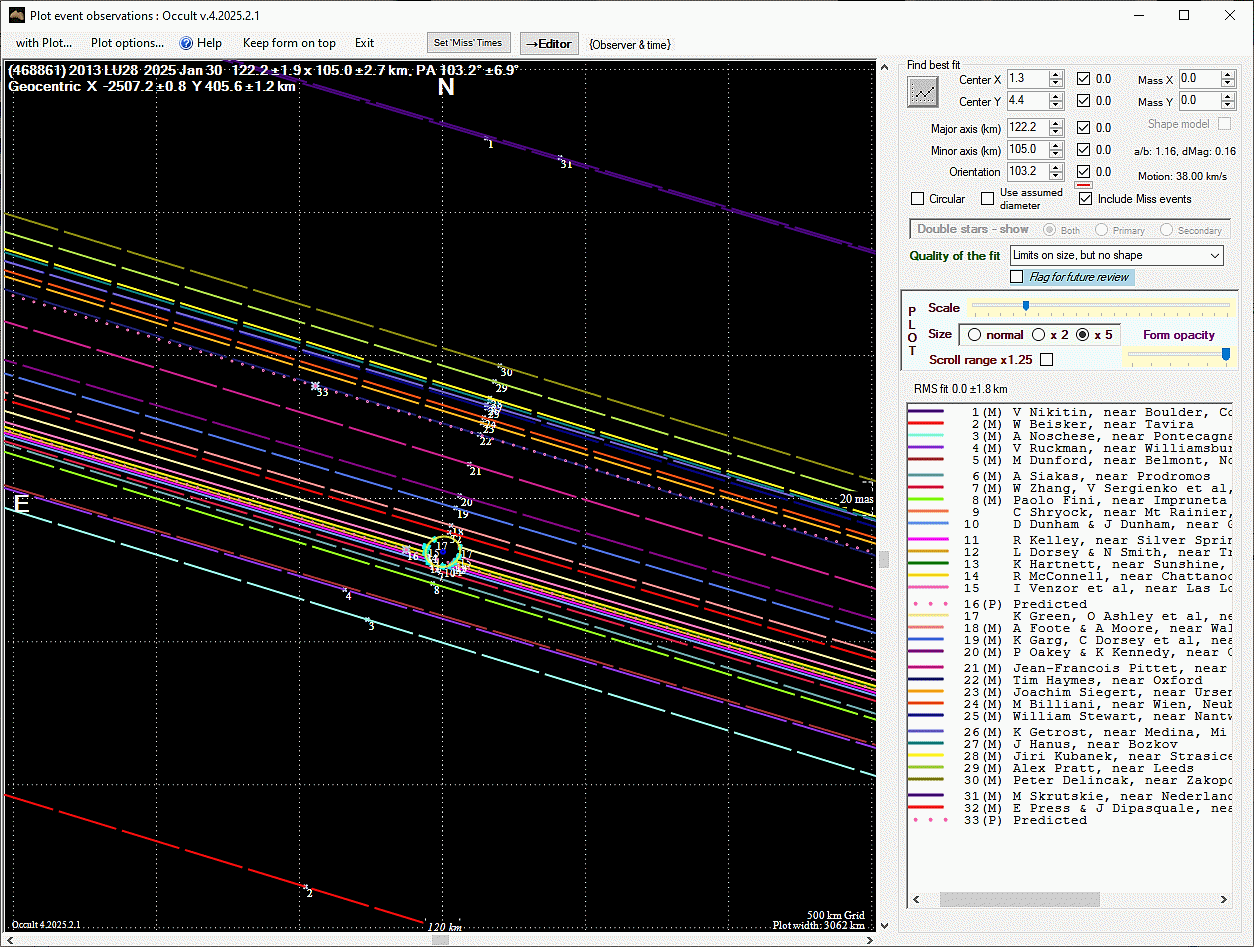 Plot event observations : Occult v.4.2025.2.1
with Plot... Plot options... Help Keep form on top Exit Set 'Miss' Times →Editor {Observer & time}
(468861) 2013 LU28 2025 Jan 30 122.2 ±1.9 x 105.0 ±2.7 km, PA 103.2° ±6.9°
Geocentric X -2507.2 ±0.8 Y 405.6 ±1.2 km
N
1
31
30
29
33
22
21
20
19
18
16
17
8
4
3
E
20 mas
2
120 km
Occult 4.2025.2.1
500 km Grid
Plot width: 3062 km
Find best fit
Center X 1.3 0.0 Mass X 0.0
Center Y 4.4 0.0 Mass Y 0.0
Major axis (km) 122.2 0.0 Shape model
Minor axis (km) 105.0 0.0 a/b: 1.16, dMag: 0.16
Orientation 103.2 0.0 Motion: 38.00 km/s
Circular Use assumed diameter Include Miss events
Double stars - show Both Primary Secondary
Quality of the fit Limits on size, but no shape
Flag for future review
PLOT
Scale
Size normal x 2 x 5 Form opacity
Scroll range x1.25
RMS fit 0.0 ±1.8 km
1(M) V Nikitin, near Boulder, Co
2(M) W Beisker, near Tavira
3(M) A Noschese, near Pontecagna
4(M) V Ruckman, near Williamsbur
5(M) M Dunford, near Belmont, No
6(M) A Siakas, near Prodromos
7(M) W Zhang, V Sergienko et al,
8(M) Paolo Fini, near Impruneta
9 C Shryock, near Mt Rainier,
10 D Dunham & J Dunham, near G
11 R Kelley, near Silver Sprin
12 L Dorsey & N Smith, near Tr
13 K Hartnett, near Sunshine,
14 R McConnell, near Chattanoo
15 I Venzor et al, near Las Lo
16(P) Predicted
17 K Green, O Ashley et al, ne
18(M) A Foote & A Moore, near Wal
19(M) K Garg, C Dorsey et al, nea
20(M) P Oakey & K Kennedy, near C
21(M) Jean-Francois Pittet, near
22(M) Tim Haymes, near Oxford
23(M) Joachim Siegert, near Ursen
24(M) M Billiani, near Wien, Neub
25(M) William Stewart, near Nantw
26(M) K Getrost, near Medina, Mi
27(M) J Hanus, near Bozkov
28(M) Jiri Kubanek, near Strasice
29(M) Alex Pratt, near Leeds
30(M) Peter Delincak, near Zakopc
31(M) M Skrutskie, near Nederland
32(M) E Press & J Dipasquale, nea
33(P) Predicted